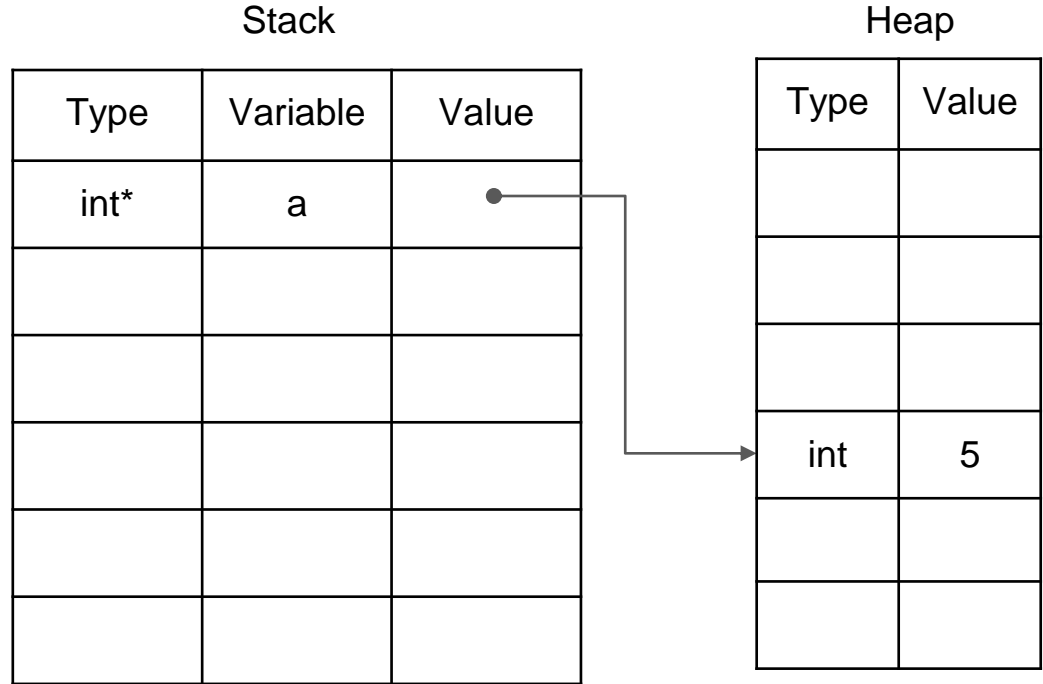 Stack
Type Variable Value
int* a
Heap
Type Value
int 5